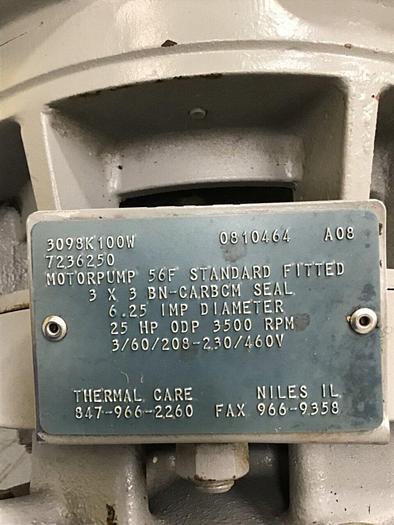 3098K100W 0810464 A08
7236250
MOTORPUMP 56F STANDARD FITTED
3 X 3 BN-CARBCM SEAL
6.25 IMP DIAMETER
25 HP ODP 3500 RPM
3/60/208-230/460V
THERMAL CARE NILES IL
847-966-2260 FAX 966-9358